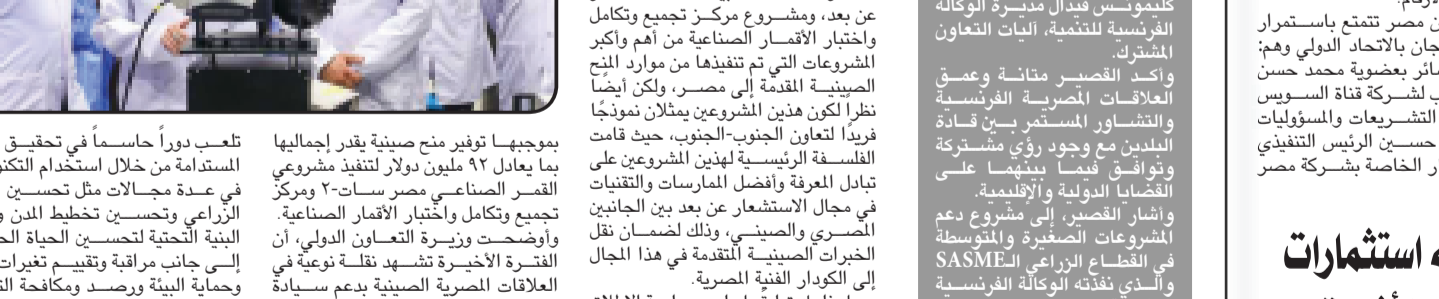 ن مصر تتمتع باستمرار
جان بالاتحاد الدولي وهم:
سائر بعضوية محمد حسن
ب لشركة قناة السويس
التشريعات والمسؤوليات
حسين الرئيس التنفيذي
ار الخاصة بشركة مصر
استثمارات
كليمونس فيدال مديرة الوكالة
الفرنسية للتنمية، آليات التعاون
المشترك.
وأكد القصير متانة وعمق
العلاقات المصرية الفرنسية
والتشاور المستمر بين قادة
البلدين مع وجود رؤي مشتركة
وتوافق فيما بينهما على
القضايا الدولية والإقليمية.
وأشار القصير، إلى مشروع دعم
المشروعات الصغيرة والمتوسطة
في القطاع الزراعي الـSASME
والذي نفذته الوكالة الفرنسية
عن بعد، ومشروع مركز تجميع وتكامل
واختبار الأقمار الصناعية من أهم وأكبر
المشروعات التي تم تنفيذها من موارد المنح
الصينية المقدمة إلى مصر، ولكن أيضًا
نظراً لكون هذين المشروعين يمثلان نموذجًا
فريدًا لتعاون الجنوب-الجنوب، حيث قامت
الفلسفة الرئيسية لهذين المشروعين على
تبادل المعرفة وأفضل الممارسات والتقنيات
في مجال الاستشعار عن بعد بين الجانبين
المصري والصيني، وذلك لضمان نقل
الخبرات الصينية المتقدمة في هذا المجال
إلى الكوادر الفنية المصرية.
بموجبها توفير منح صينية يقدر إجماليها
بما يعادل ٩٢ مليون دولار لتنفيذ مشروعي
القمر الصناعي مصر سات-٢ ومركز
تجميع وتكامل واختبار الأقمار الصناعية.
وأوضحت وزيرة التعاون الدولي، أن
الفترة الأخيرة تشهد نقلة نوعية في
العلاقات المصرية الصينية بدعم سيادة
تلعب دوراً حاسماً في تحقيق
المستدامة من خلال استخدام التكن
في عدة مجالات مثل تحسين
الزراعي وتحسين تخطيط المدن و
البنية التحتية لتحسين الحياة الح
إلى جانب مراقبة وتقييم تغيرات
وحماية البيئة ورصد ومكافحة الت